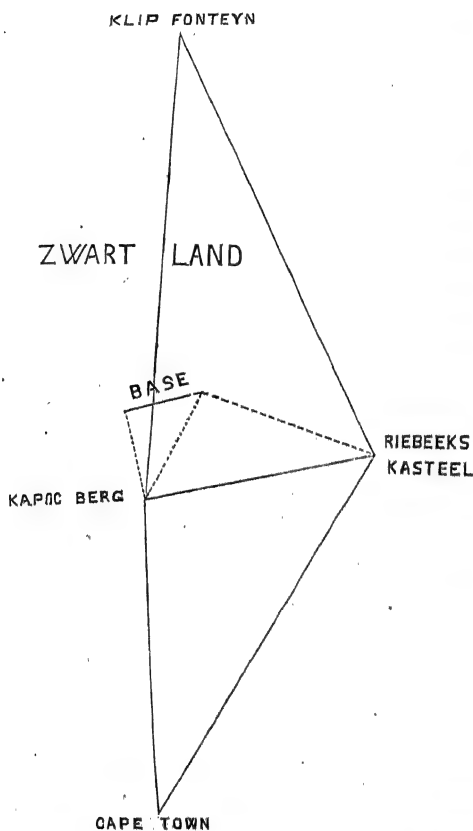 KLIP FONTEYN
ZWART LAND
BASE
RIEBEEKS
KASTEEL
KAPOC BERG
CAPE TOWN